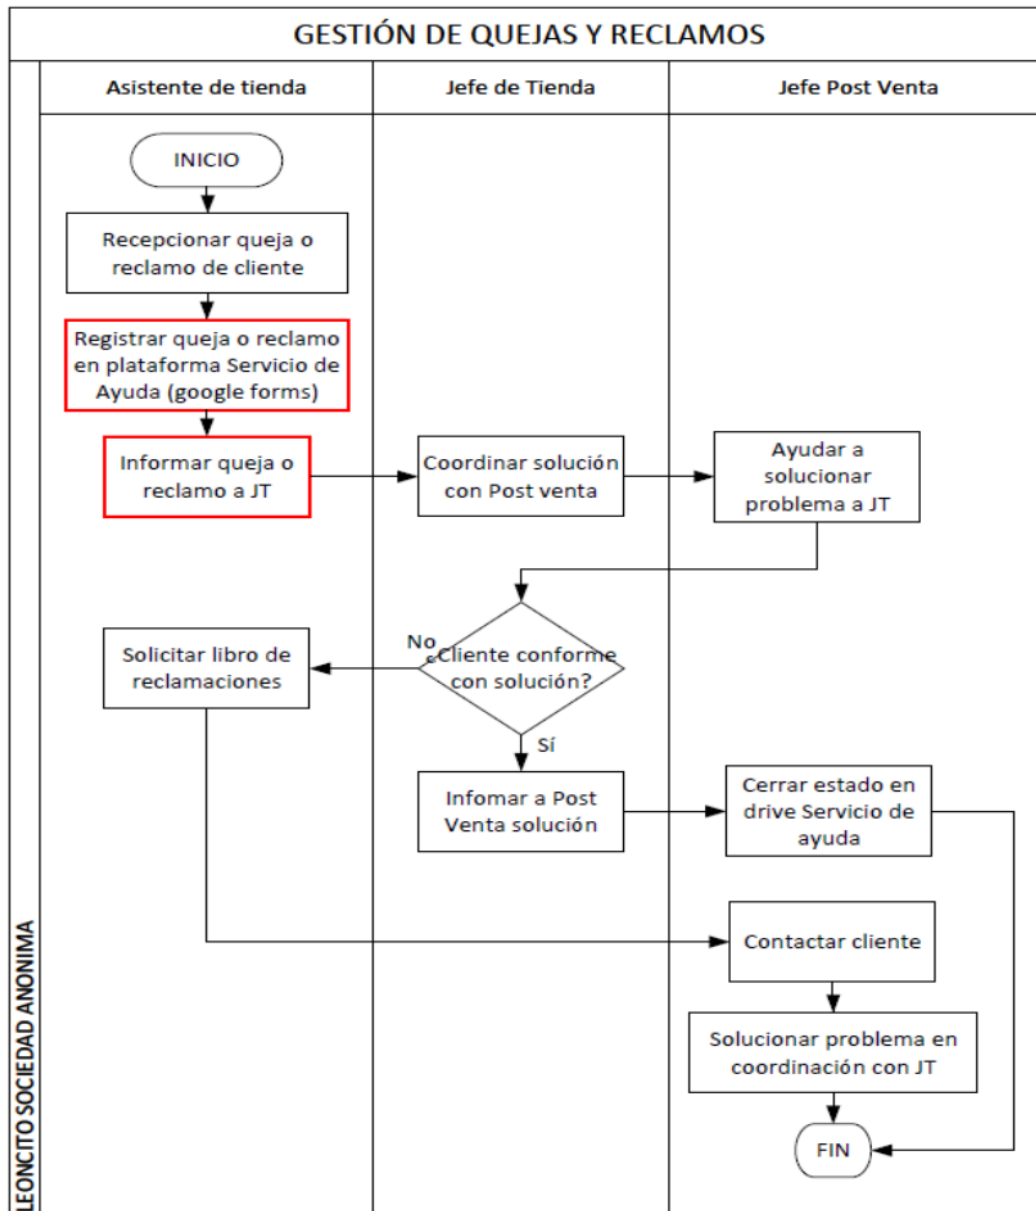 GESTIÓN DE QUEJAS Y RECLAMOS
Asistente de tienda
Jefe de Tienda
Jefe Post Venta
INICIO
Recepcionar queja o
reclamo de cliente
Registrar queja o reclamo
en plataforma Servicio de
Ayuda (google forms)
Informar queja o
reclamo a JT
Coordinar solución
con Post venta
Ayudar a
solucionar
problema a JT
No
¿Cliente conforme
con solución?
Solicitar libro de
reclamaciones
Sí
Infomar a Post
Venta solución
Cerrar estado en
drive Servicio de
ayuda
Contactar cliente
Solucionar problema en
coordinación con JT
FIN
LEONCITO SOCIEDAD ANONIMA